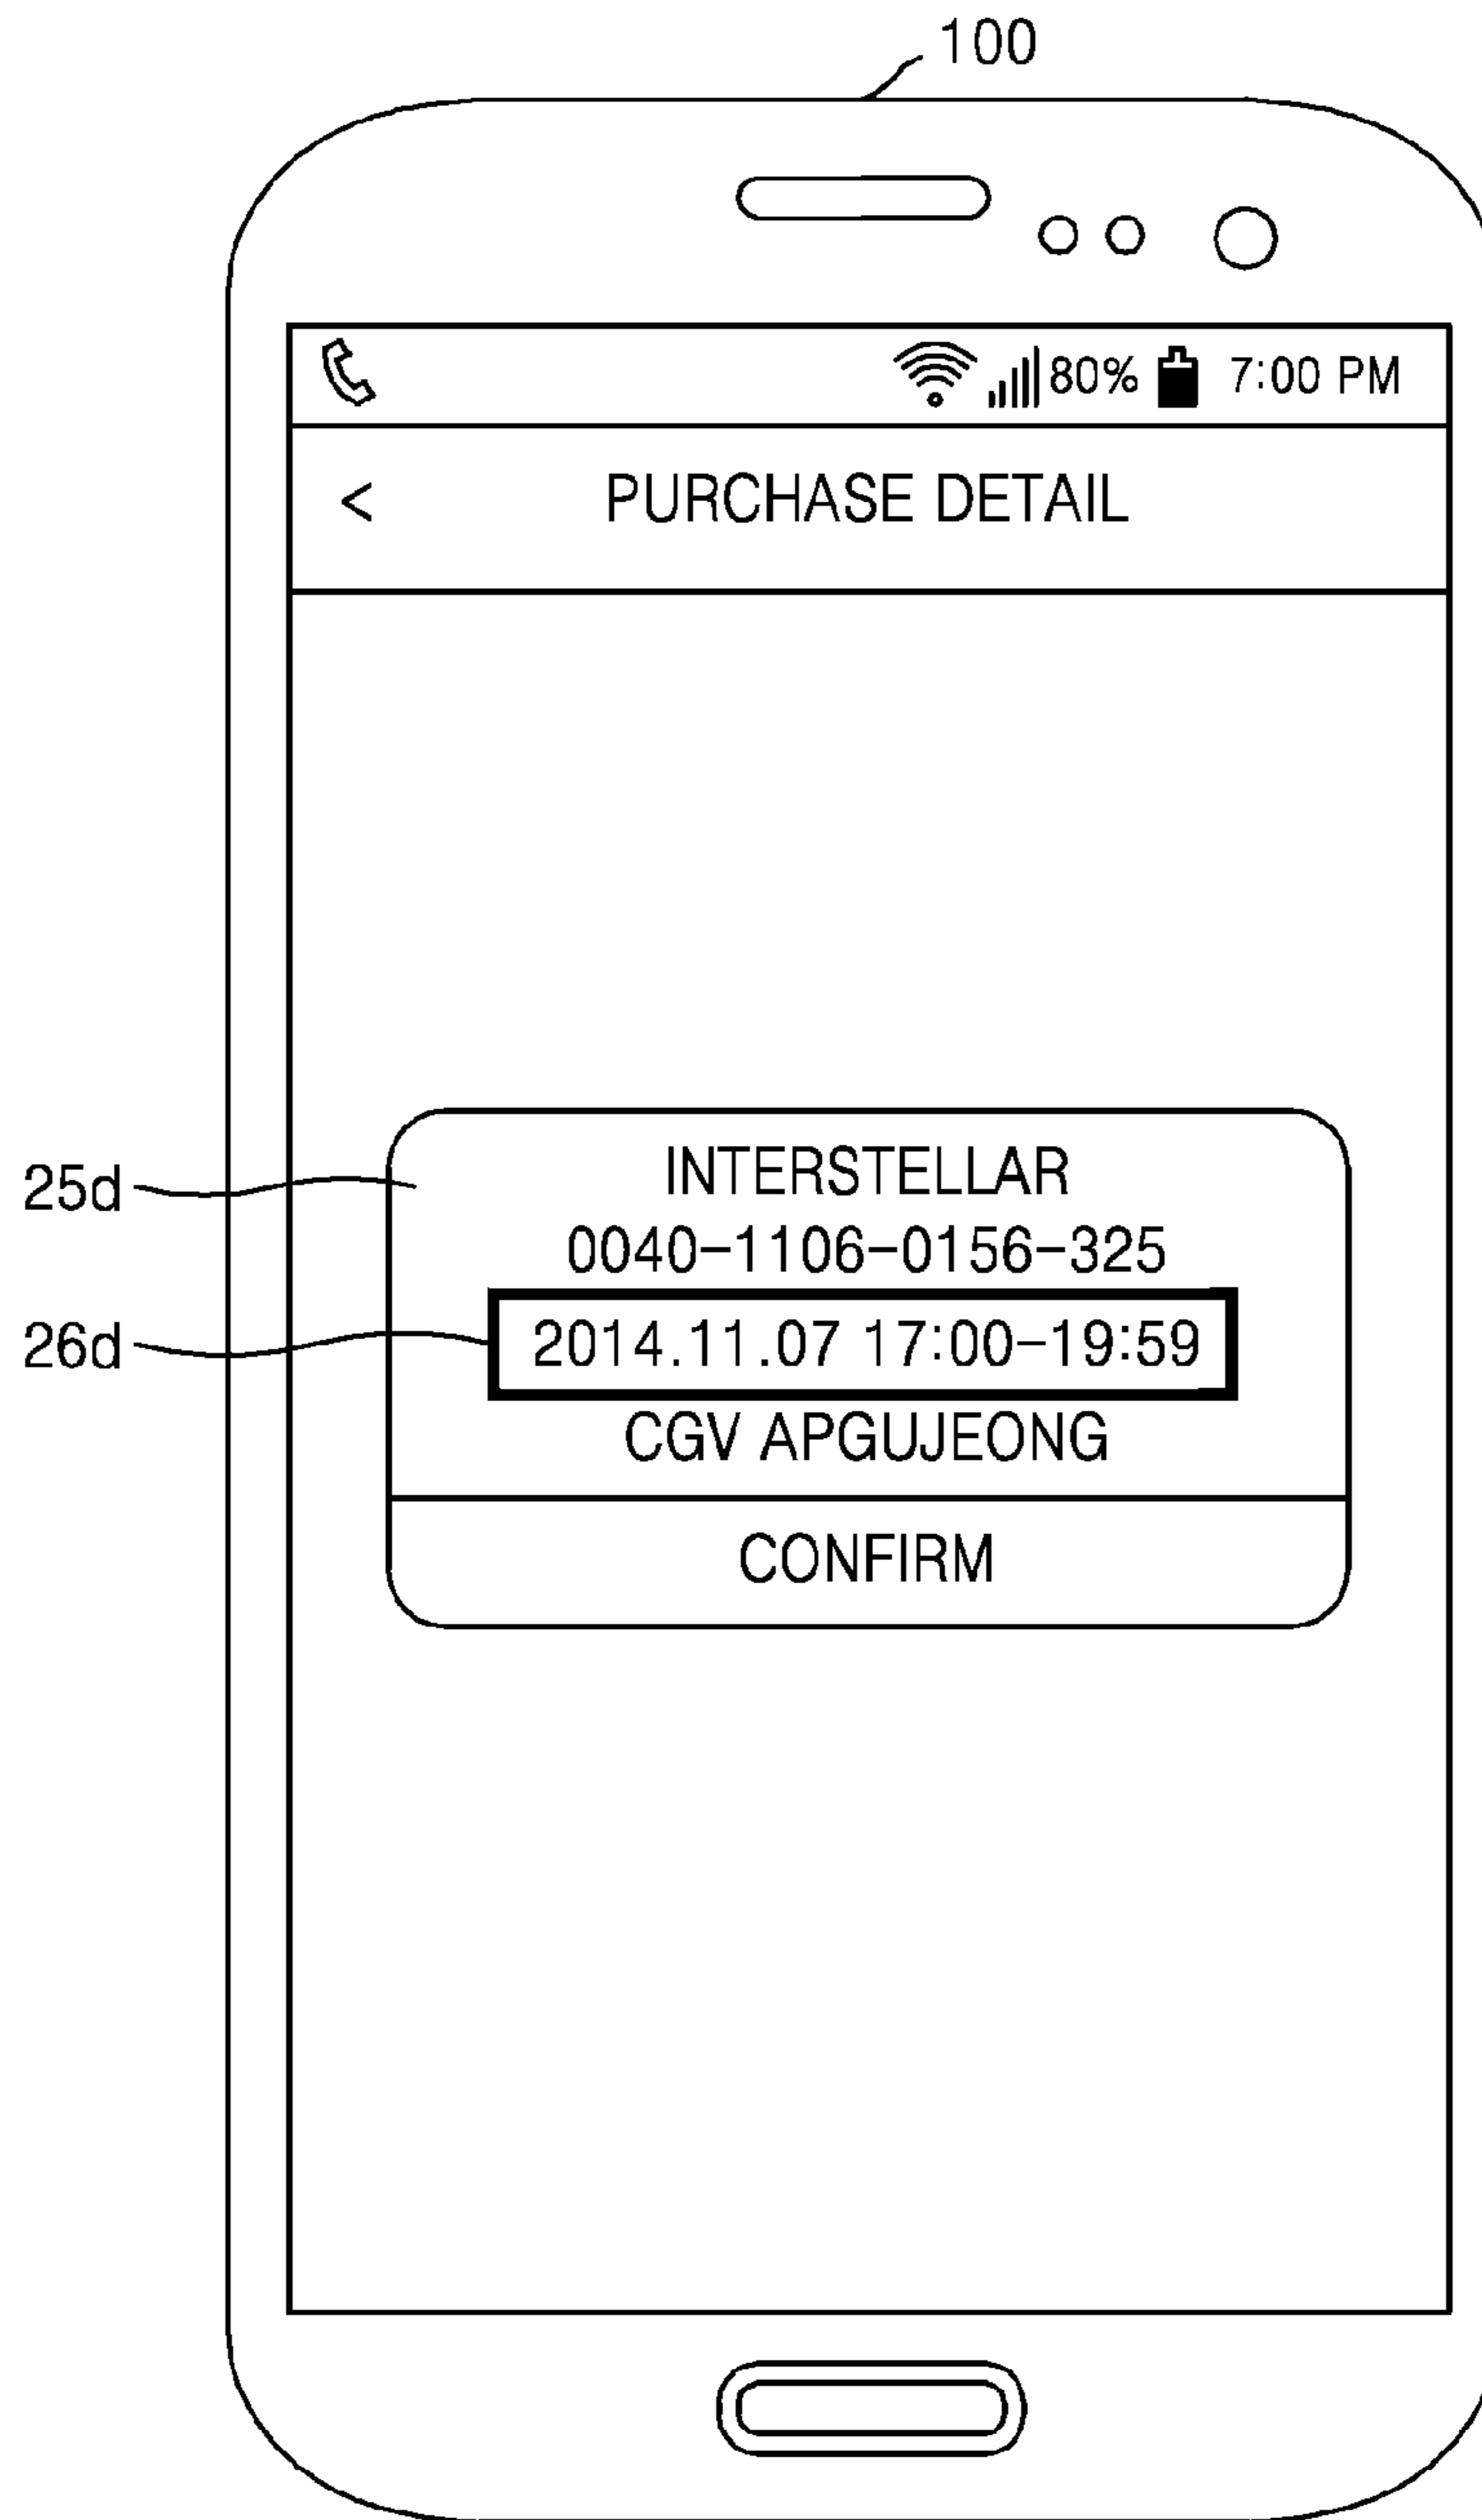 100
80% 7:00 PM
< PURCHASE DETAIL
25d
INTERSTELLAR
0040-1106-0156-325
26d
2014.11.07 17:00-19:59
CGV APGUJEONG
CONFIRM